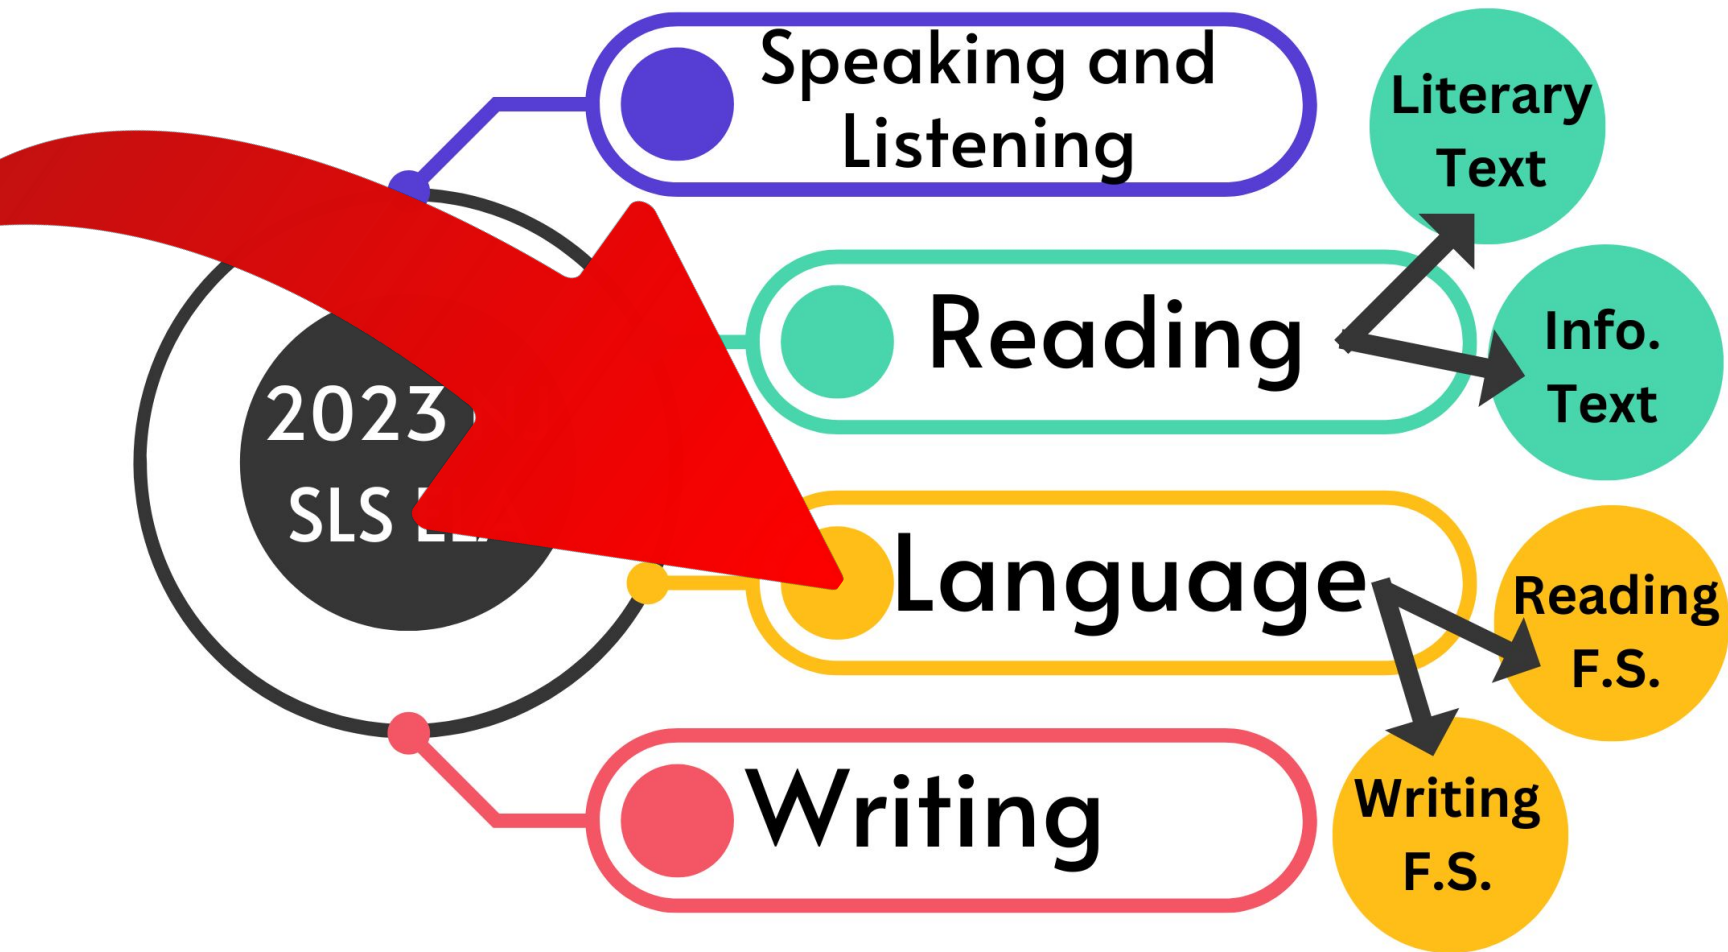 2023
SLS
Speaking and
Listening
Reading
Literary
Text
Info.
Text
Language
Reading
F.S.
Writing
F.S.
Writing